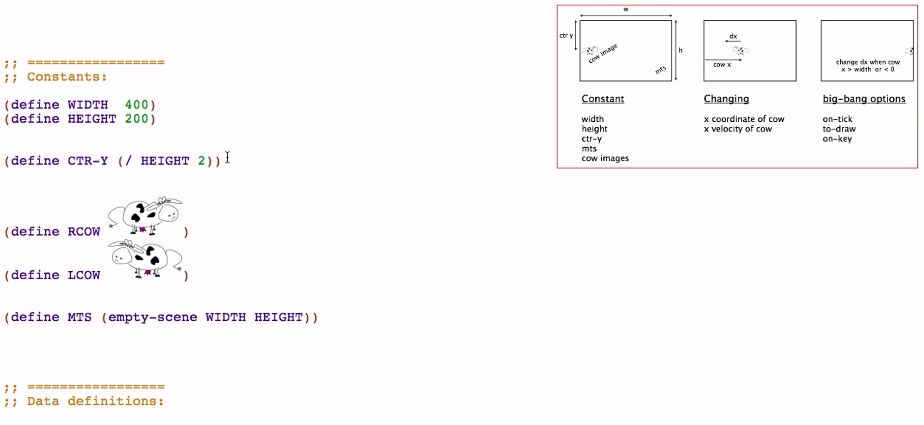 ;; =================
;; Constants:
(define WIDTH  400)
(define HEIGHT 200)
(define CTR-Y (/ HEIGHT 2))
(define RCOW )
(define LCOW )
(define MTS (empty-scene WIDTH HEIGHT))
;; =================
;; Data definitions:
w
ctr y
h
cow image
mts
dx
cow x
change dx when cow
x > width  or < 0
Constant
width
height
ctr-y
mts
cow images
Changing
x coordinate of cow
x velocity of cow
big-bang options
on-tick
to-draw
on-key